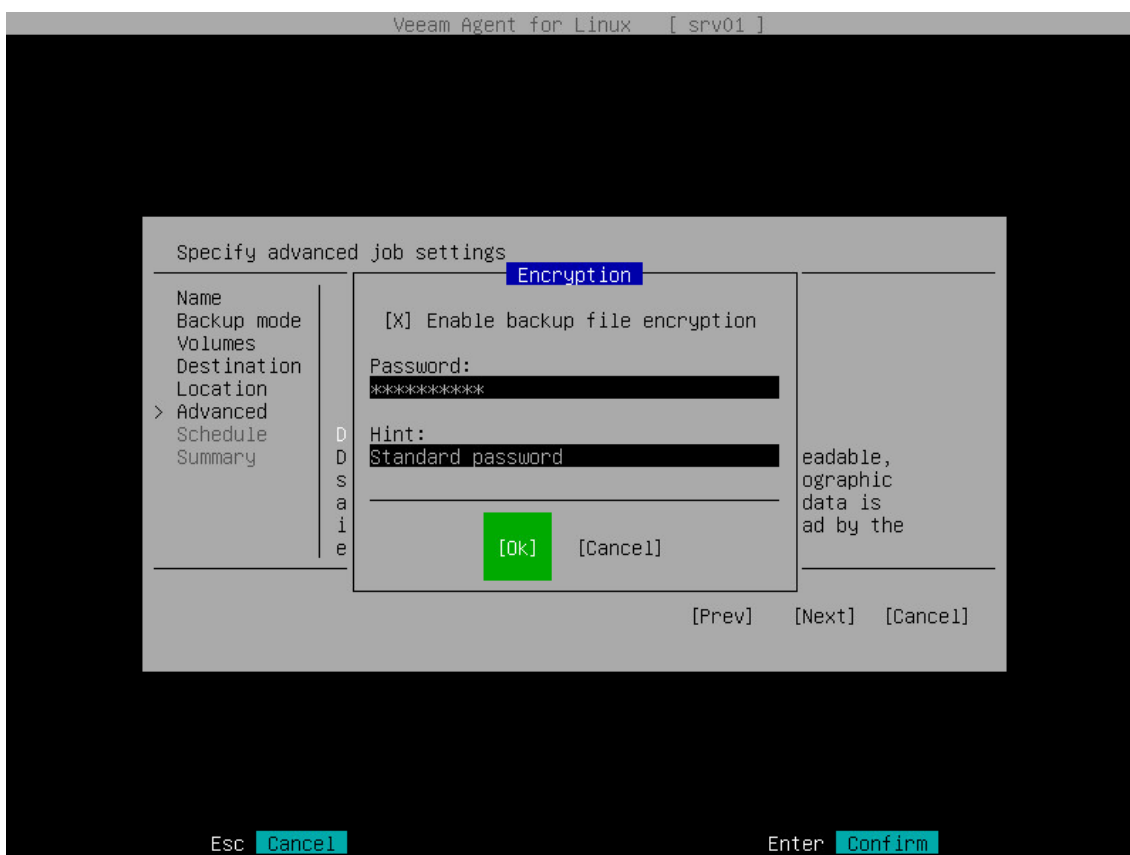 Veeam Agent for Linux [ srv01 ]
Specify advanced job settings
Encryption
Name
Backup mode
Volumes
Destination
Location
> Advanced
Schedule
Summary
[X] Enable backup file encryption
Password:
**********
Hint:
Standard password
[Ok] [Cancel]
D
D eadable,
s ographic
a data is
i ad by the
e
[Prev] [Next] [Cancel]
Esc Cancel Enter Confirm